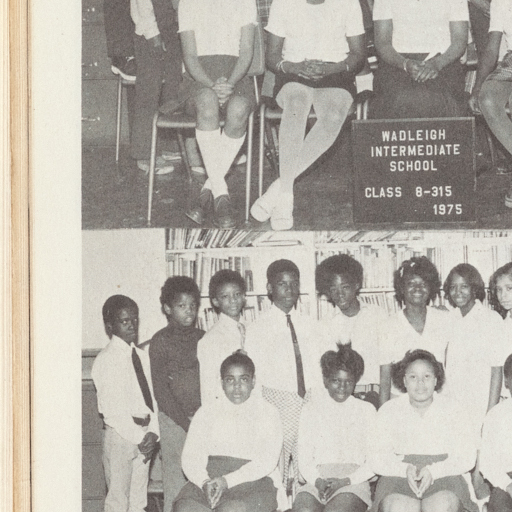 WADLEIGH
INTERMEDIATE
SCHOOL
CLASS 8-315
1975